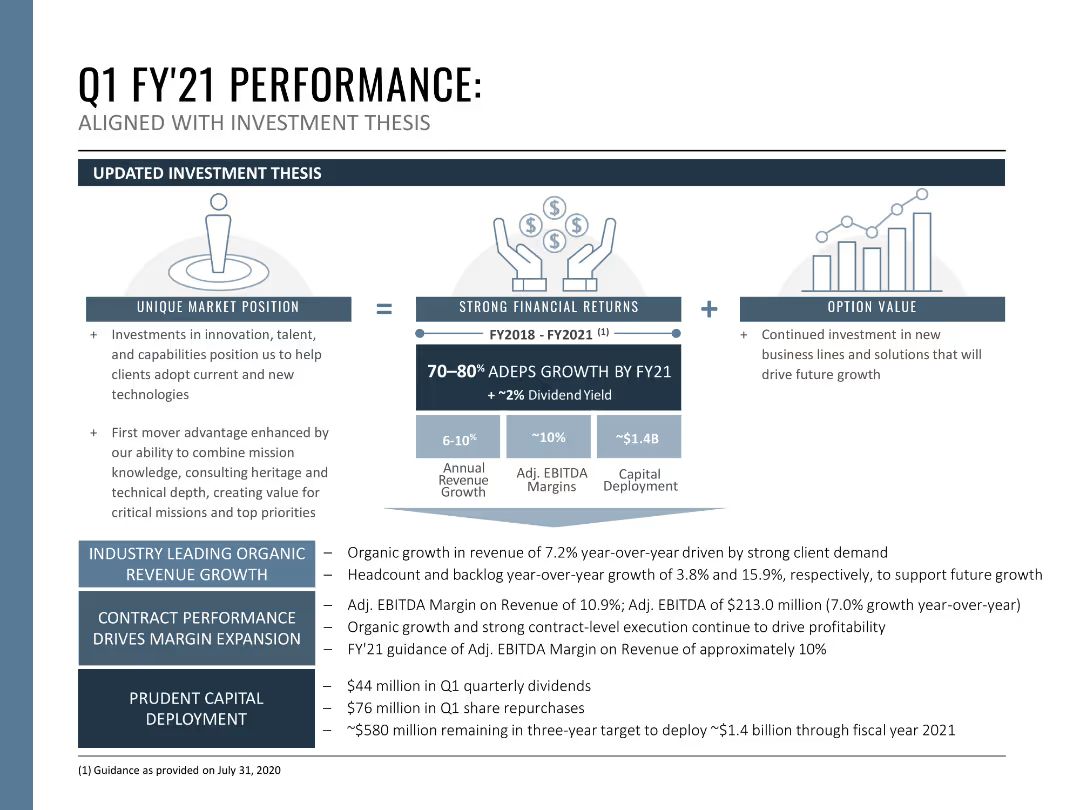 Q1 FY'21 PERFORMANCE:
ALIGNED WITH INVESTMENT THESIS
UPDATED INVESTMENT THESIS
UNIQUE MARKET POSITION
+ Investments in innovation, talent,
and capabilities position us to help
clients adopt current and new
technologies
+ First mover advantage enhanced by
our ability to combine mission
knowledge, consulting heritage and
technical depth, creating value for
critical missions and top priorities
=
$ $ $ $
STRONG FINANCIAL RETURNS
FY2018 - FY2021 (1)
70–80% ADEPS GROWTH BY FY21
+ ~2% Dividend Yield
6-10%
Annual
Revenue
Growth
~10%
Adj. EBITDA
Margins
~$1.4B
Capital
Deployment
+
OPTION VALUE
+ Continued investment in new
business lines and solutions that will
drive future growth
INDUSTRY LEADING ORGANIC
REVENUE GROWTH
– Organic growth in revenue of 7.2% year-over-year driven by strong client demand
– Headcount and backlog year-over-year growth of 3.8% and 15.9%, respectively, to support future growth
CONTRACT PERFORMANCE
DRIVES MARGIN EXPANSION
– Adj. EBITDA Margin on Revenue of 10.9%; Adj. EBITDA of $213.0 million (7.0% growth year-over-year)
– Organic growth and strong contract-level execution continue to drive profitability
– FY'21 guidance of Adj. EBITDA Margin on Revenue of approximately 10%
PRUDENT CAPITAL
DEPLOYMENT
– $44 million in Q1 quarterly dividends
– $76 million in Q1 share repurchases
– ~$580 million remaining in three-year target to deploy ~$1.4 billion through fiscal year 2021
(1) Guidance as provided on July 31, 2020